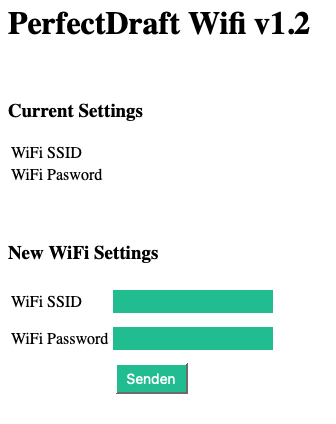 PerfectDraft Wifi v1.2
Current Settings
WiFi SSID
WiFi Pasword
New WiFi Settings
WiFi SSID
WiFi Password
Senden